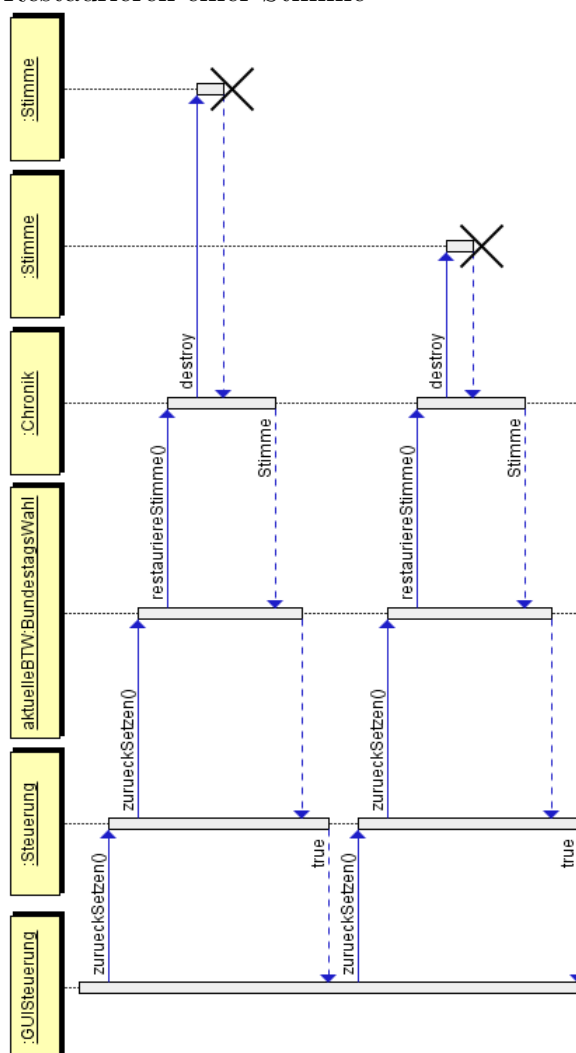 Restaurieren einer Stimme
:Stimme
:Stimme
destroy
destroy
:Chronik
restauriereStimme()
Stimme
restauriereStimme()
Stimme
aktuelleBTW:BundestagsWahl
zurueckSetzen()
zurueckSetzen()
:Steuerung
zurueckSetzen()
true
zurueckSetzen()
true
:GUISteuerung